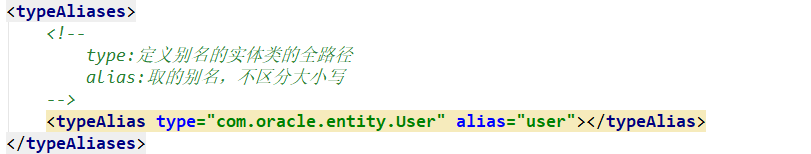 <typeAliases>
<!--
type:定义别名的实体类的全路径
alias:取的别名，不区分大小写
-->
<typeAlias type="com.oracle.entity.User" alias="user"></typeAlias>
</typeAliases>